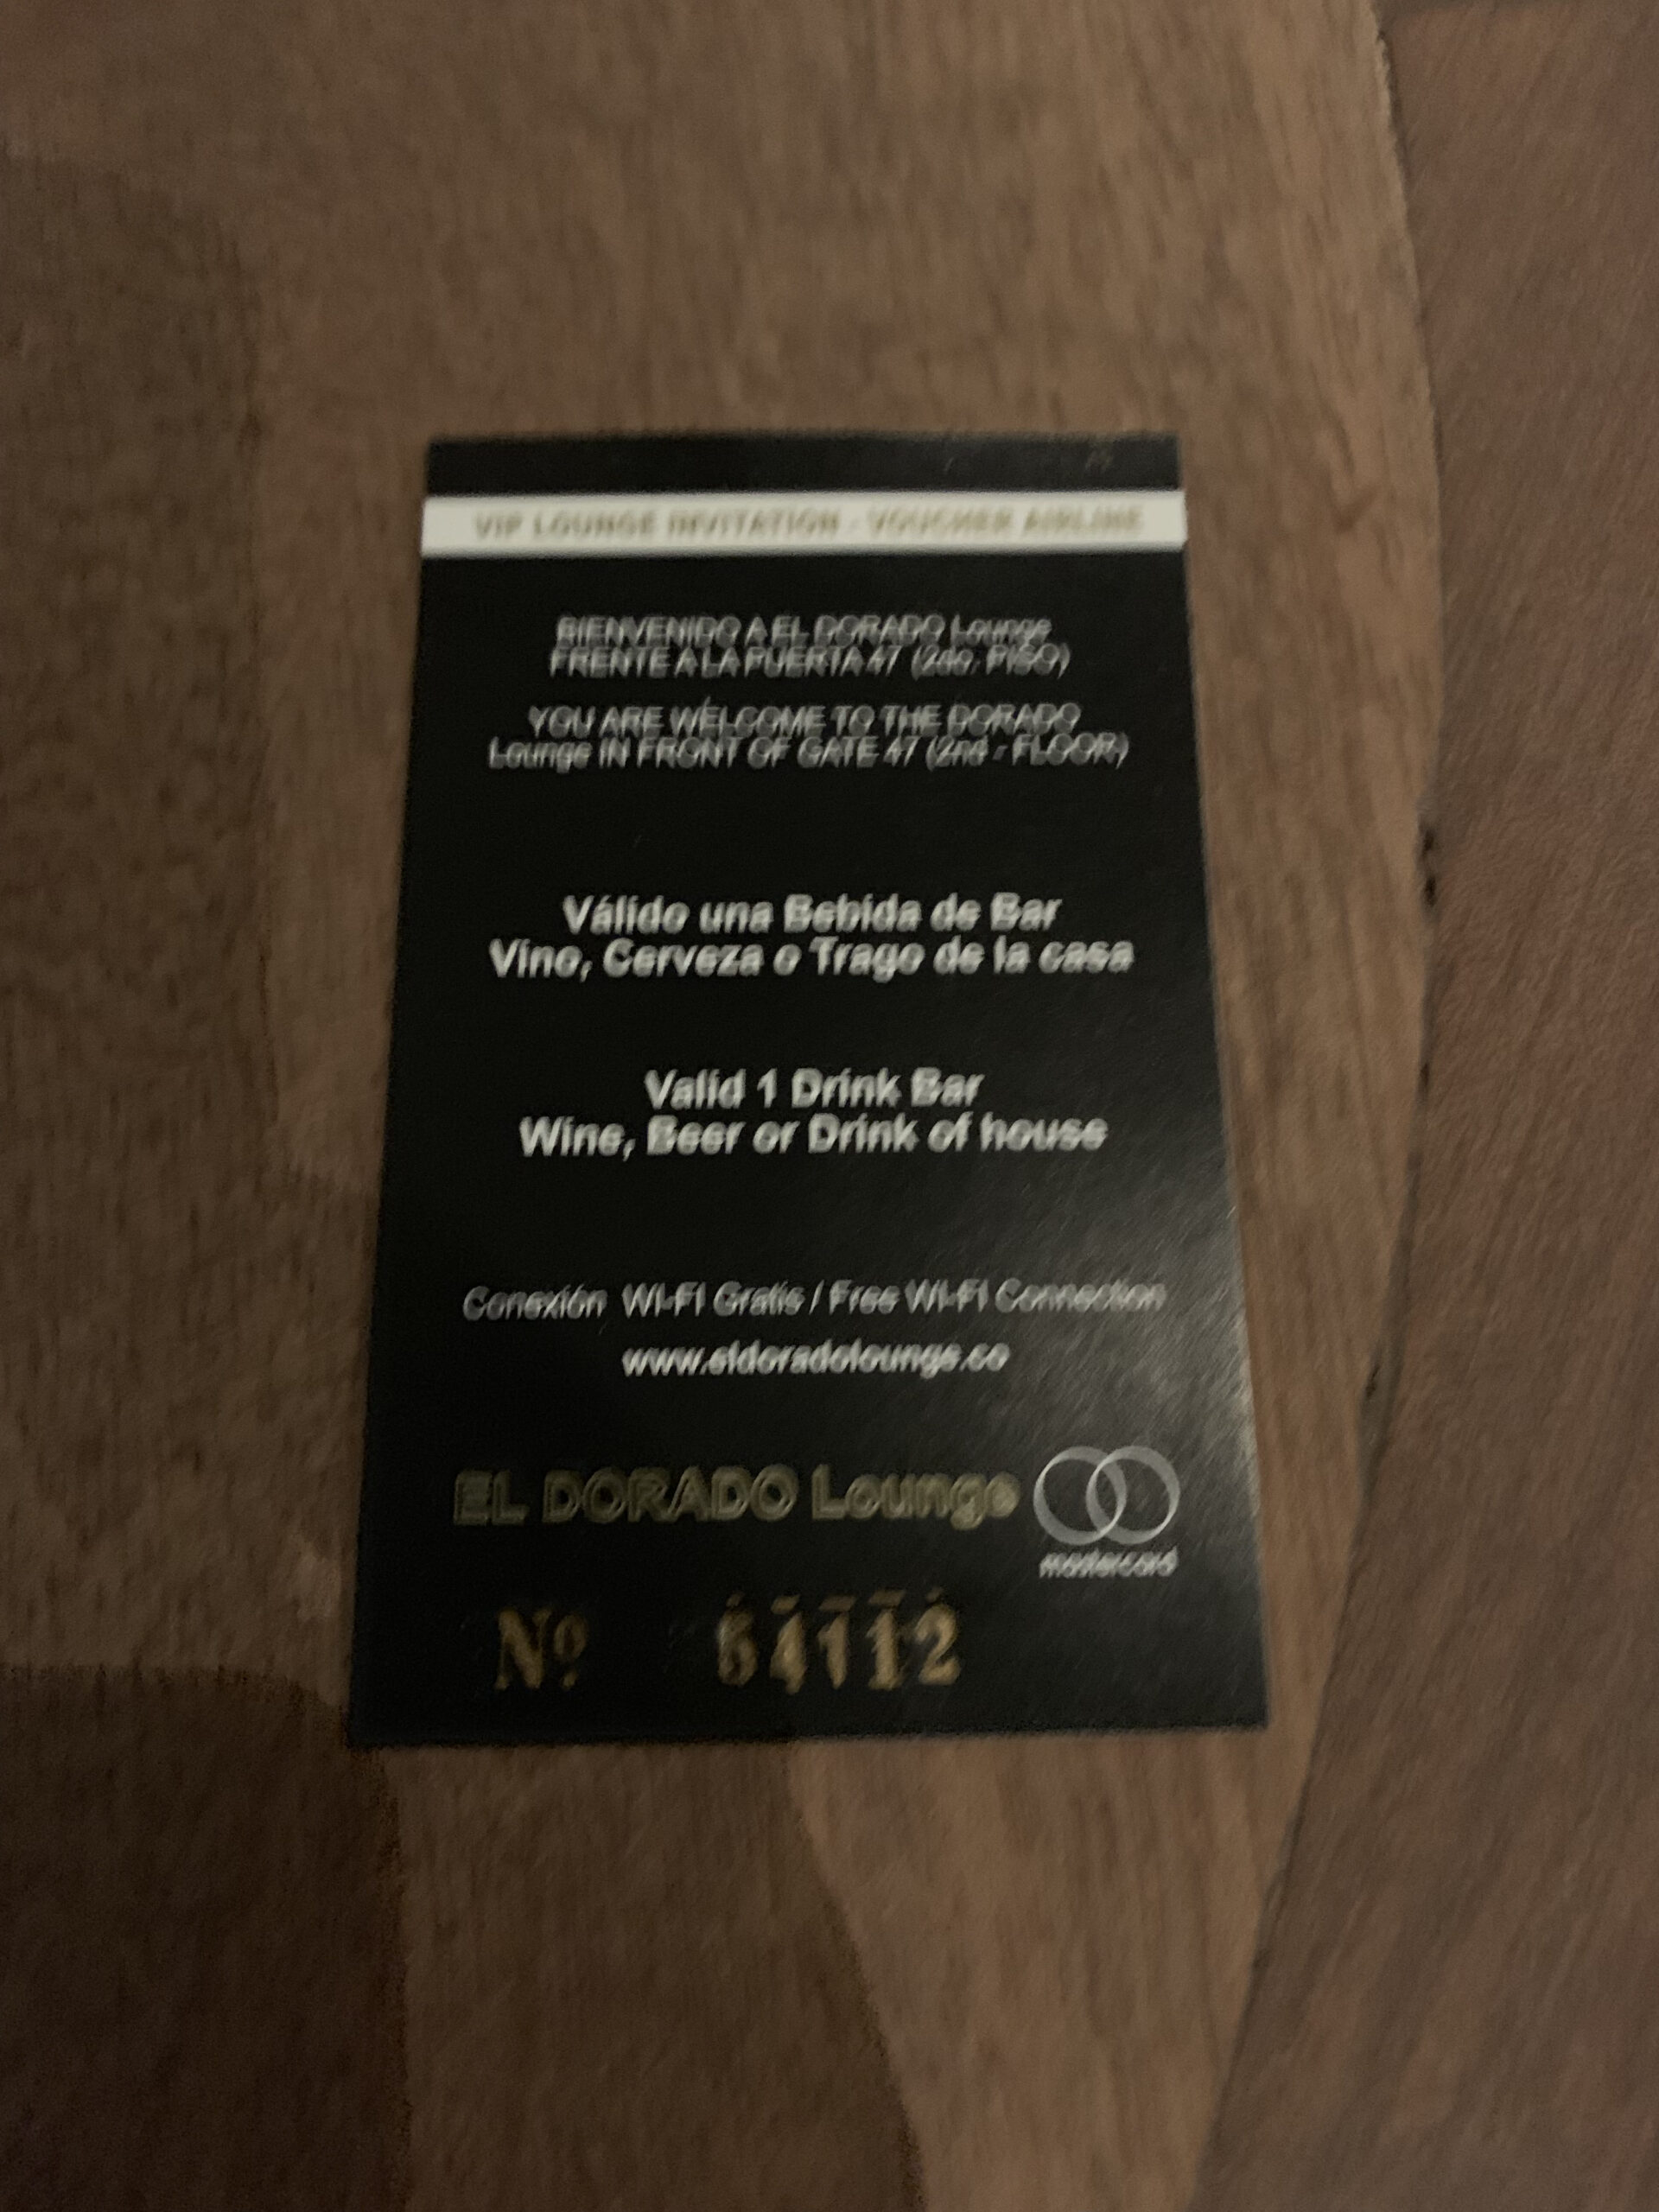 VIP LOUNGE INVITATION - VOUCHER AIRLINE
BIENVENIDO A EL DORADO Lounge
FRENTE A LA PUERTA 47 (2do. PISO)
YOU ARE WELCOME TO THE DORADO
Lounge IN FRONT OF GATE 47 (2nd - FLOOR)
Válido una Bebida de Bar
Vino, Cerveza o Trago de la casa
Valid 1 Drink Bar
Wine, Beer or Drink of house
Conexión WI-FI Gratis / Free WI-FI Connection
www.eldoradolounge.co
EL DORADO Lounge
mastercard
Nº 64112